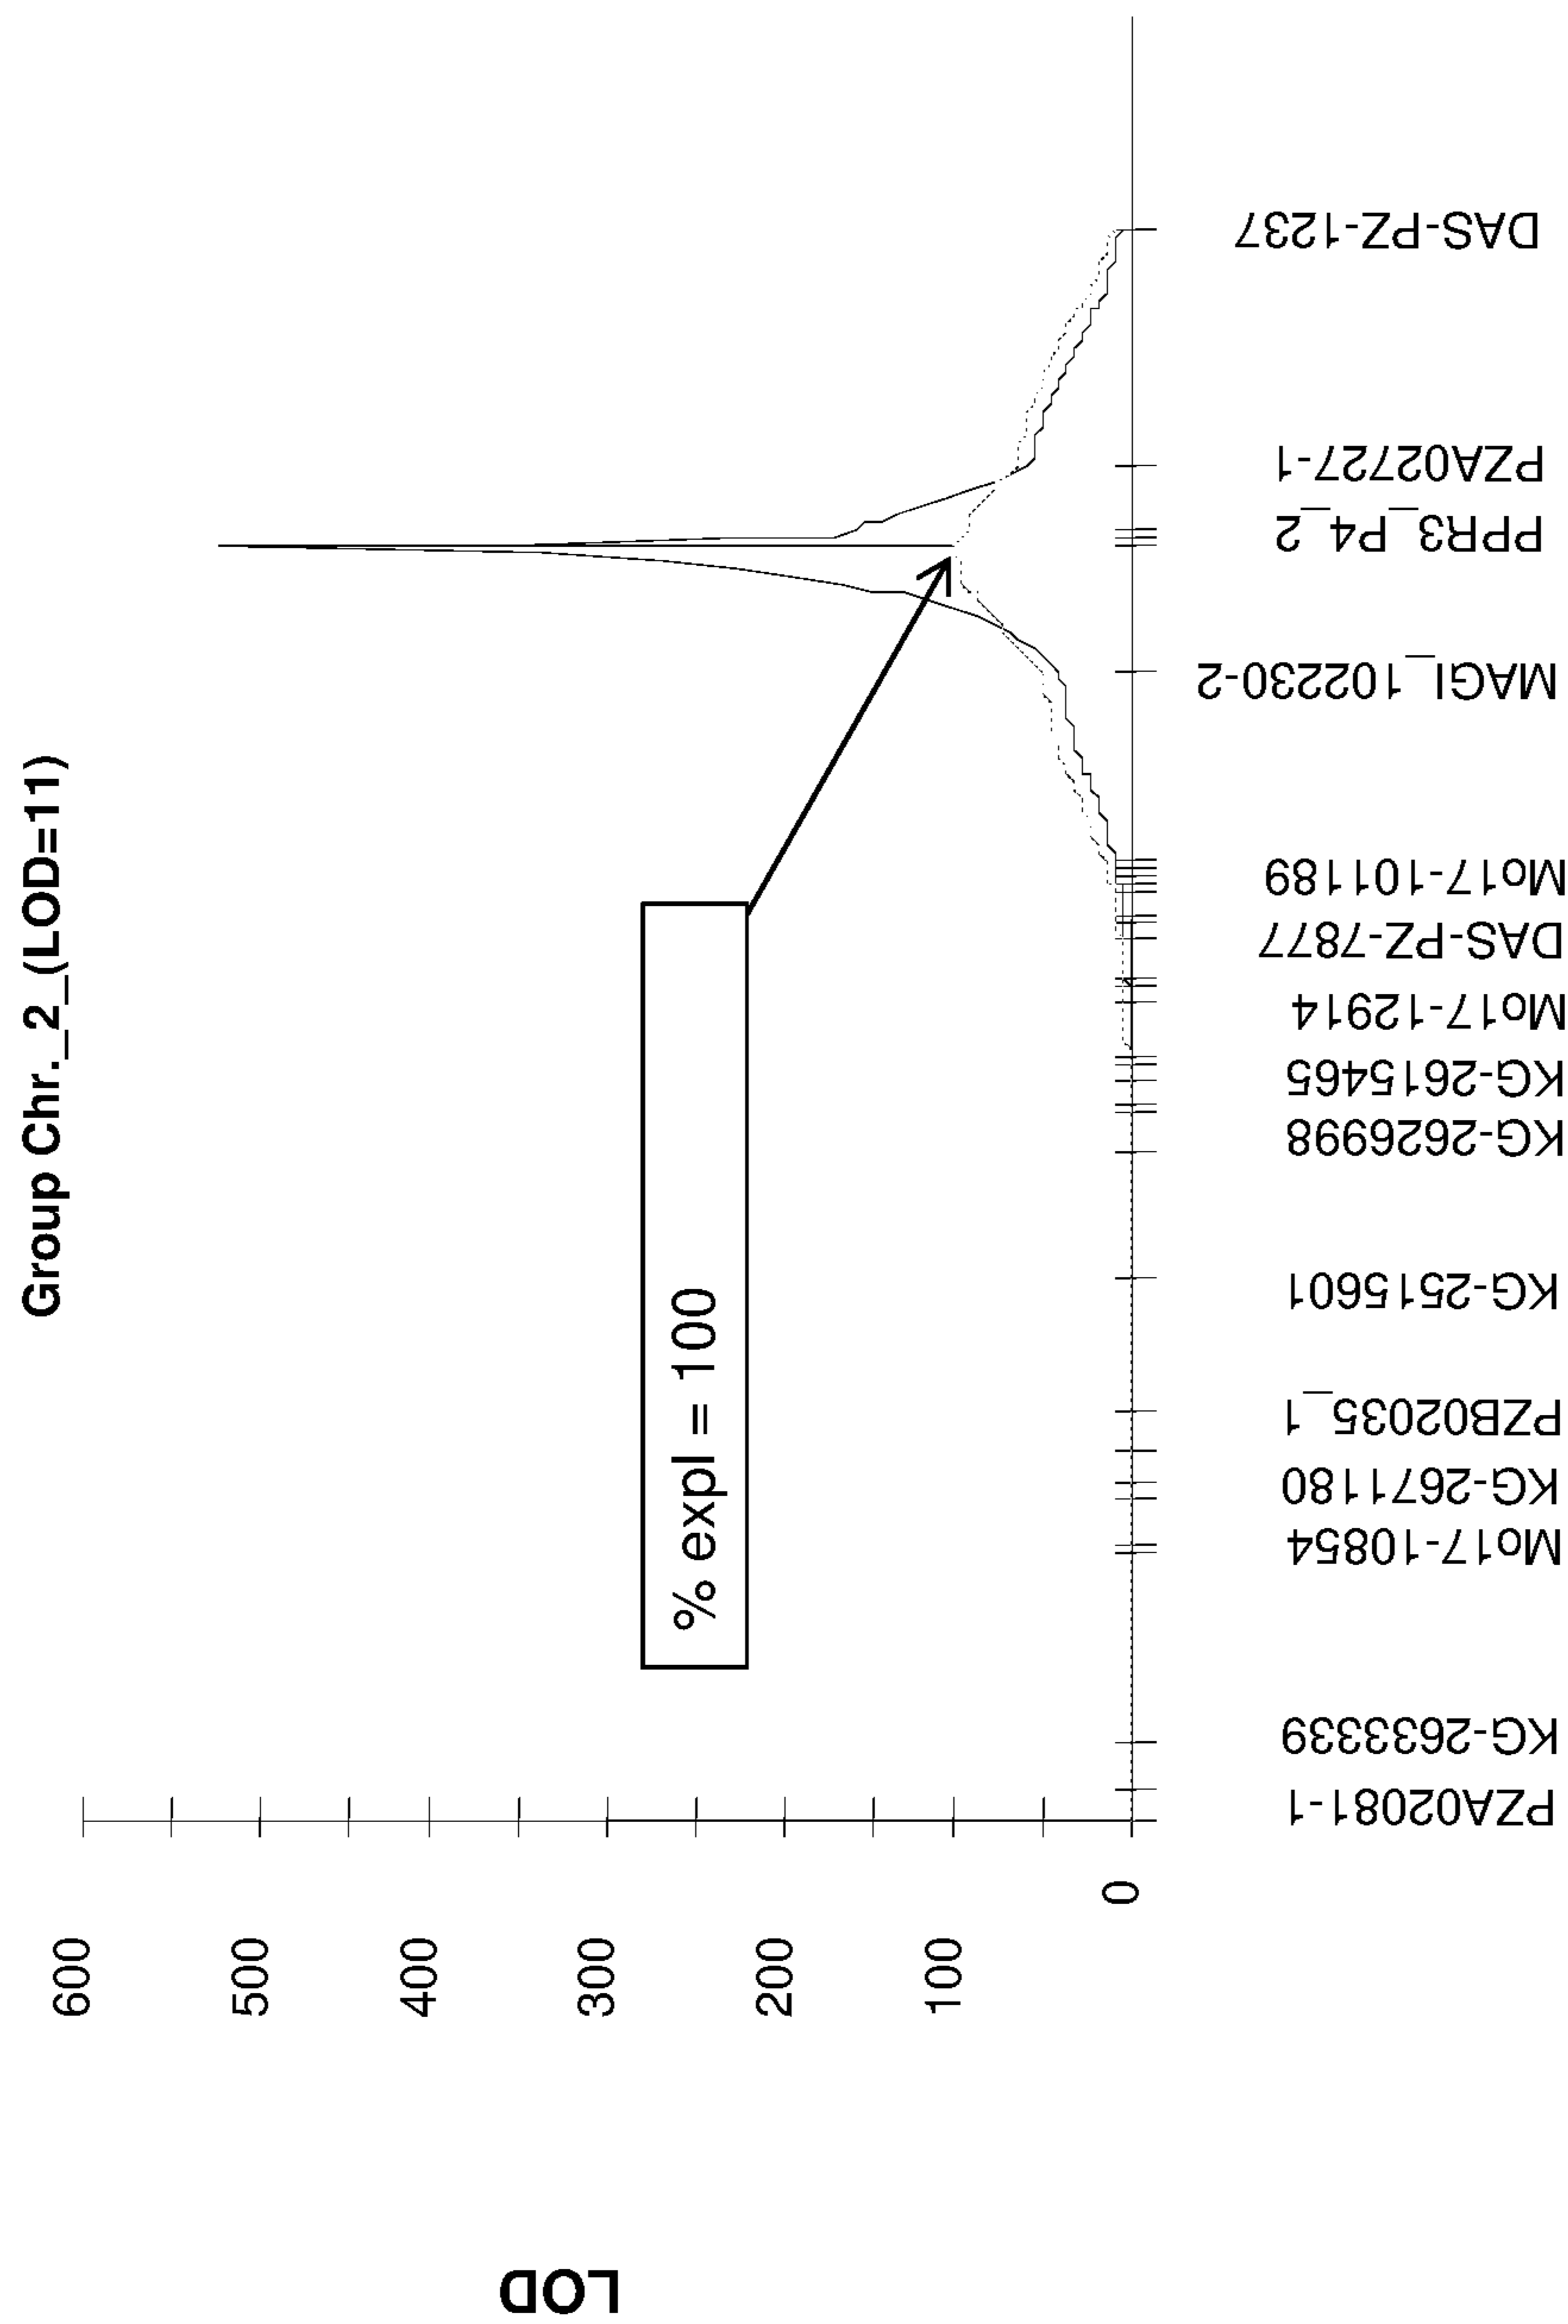 Group Chr._2_(LOD=11)
LOD
600
500
400
300
200
100
0
% expl = 100
PZA02081-1
KG-2633339
Mo17-10854
KG-2671180
PZB02035_1
KG-2515601
KG-2626998
KG-2615465
Mo17-12914
DAS-PZ-7877
Mo17-101189
MAGI_102230-2
PPR3_P4_2
PZA02727-1
DAS-PZ-1237